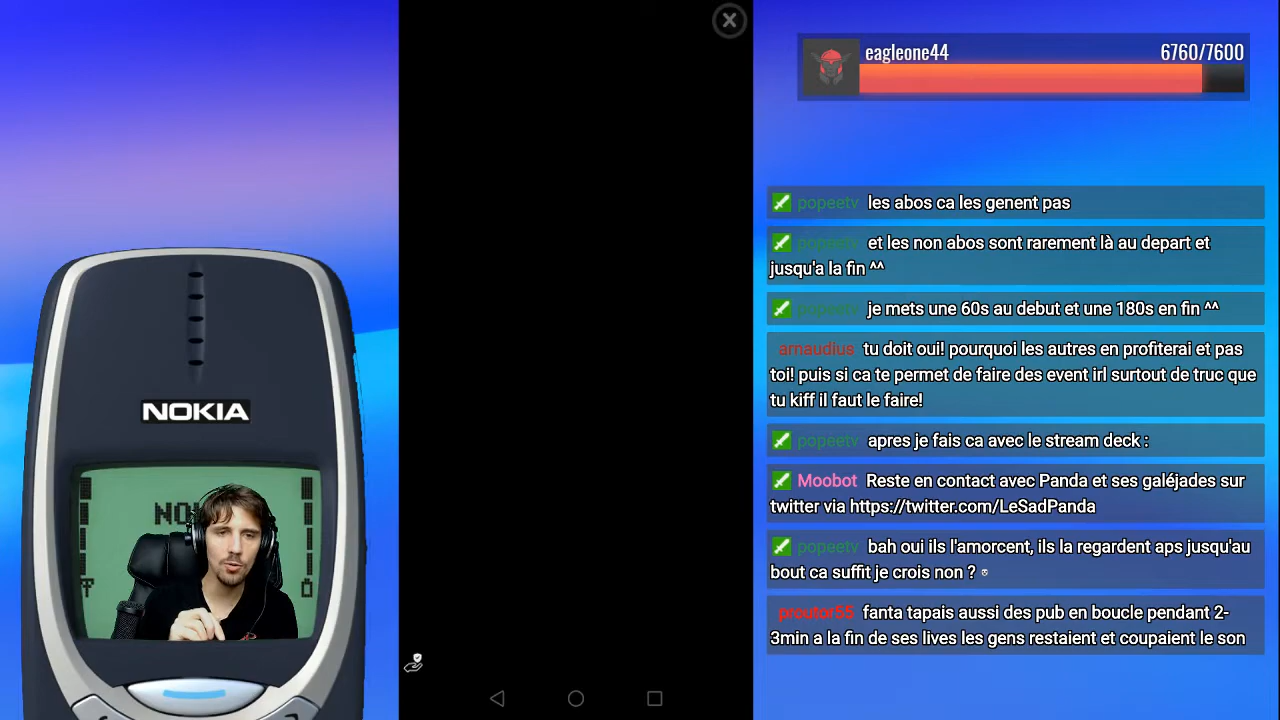 eagleone44 6760/7600
popeetv les abos ca les genent pas
popeetv et les non abos sont rarement là au depart et
jusqu'a la fin ^^
popeetv je mets une 60s au debut et une 180s en fin ^^
arnaudius tu doit oui! pourquoi les autres en profiterai et pas
toi! puis si ca te permet de faire des event irl surtout de truc que
tu kiff il faut le faire!
popeetv apres je fais ca avec le stream deck :
Moobot Reste en contact avec Panda et ses galéjades sur
twitter via https://twitter.com/LeSadPanda
popeetv bah oui ils l'amorcent, ils la regardent aps jusqu'au
bout ca suffit je crois non ?
proutor55 fanta tapais aussi des pub en boucle pendant 2-
3min a la fin de ses lives les gens restaient et coupaient le son
NOKIA